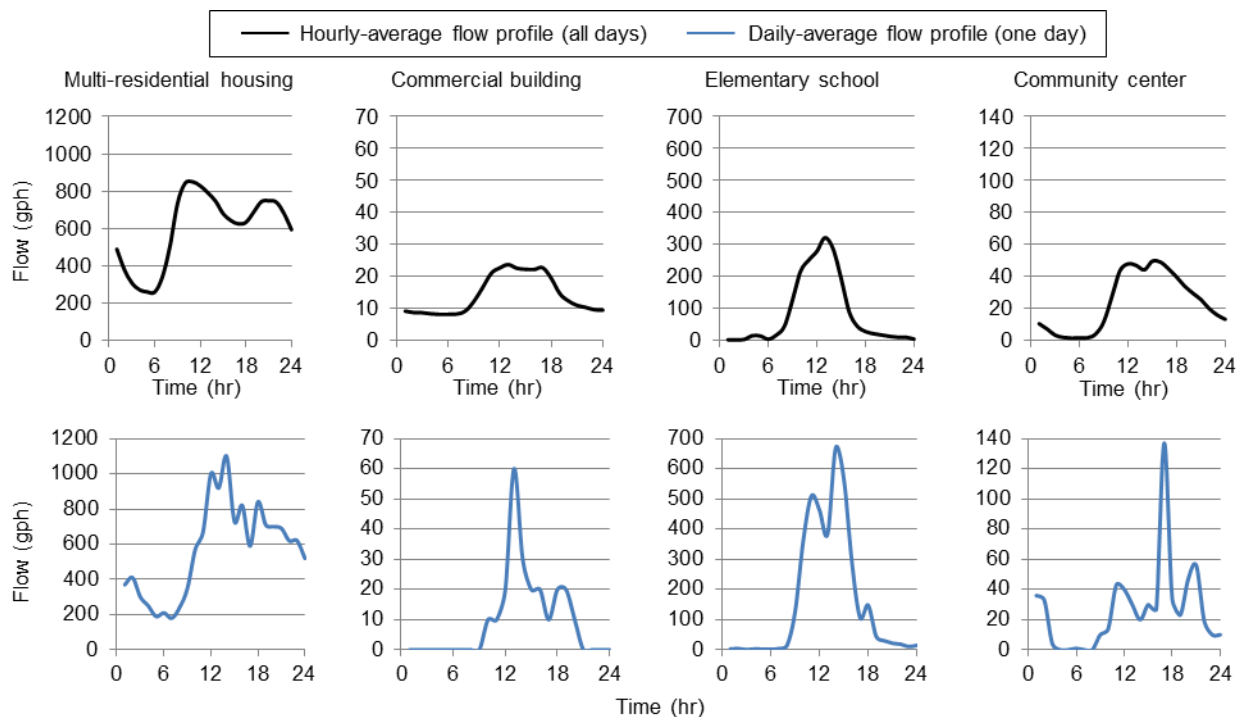 Hourly-average flow profile (all days) Daily-average flow profile (one day)
Multi-residential housing Commercial building Elementary school Community center
1200 70 700 140
1000 60 600 120
800 50 500 100
600 40 400 80
400 30 300 60
200 20 200 40
0 10 100 20
0 0 0
Flow (gph)
0 6 12 18 24 0 6 12 18 24 0 6 12 18 24 0 6 12 18 24
Time (hr) Time (hr) Time (hr) Time (hr)
1200 70 700 140
1000 60 600 120
800 50 500 100
600 40 400 80
400 30 300 60
200 20 200 40
0 10 100 20
0 0 0
Flow (gph)
0 6 12 18 24 0 6 12 18 24 0 6 12 18 24 0 6 12 18 24
Time (hr)